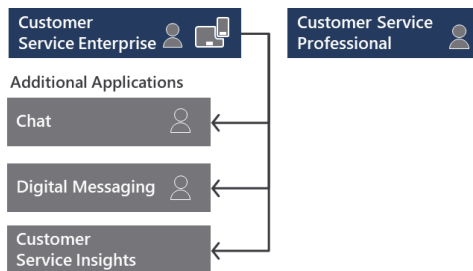 Customer
Service Enterprise
Customer Service
Professional
Additional Applications
Chat
Digital Messaging
Customer
Service Insights